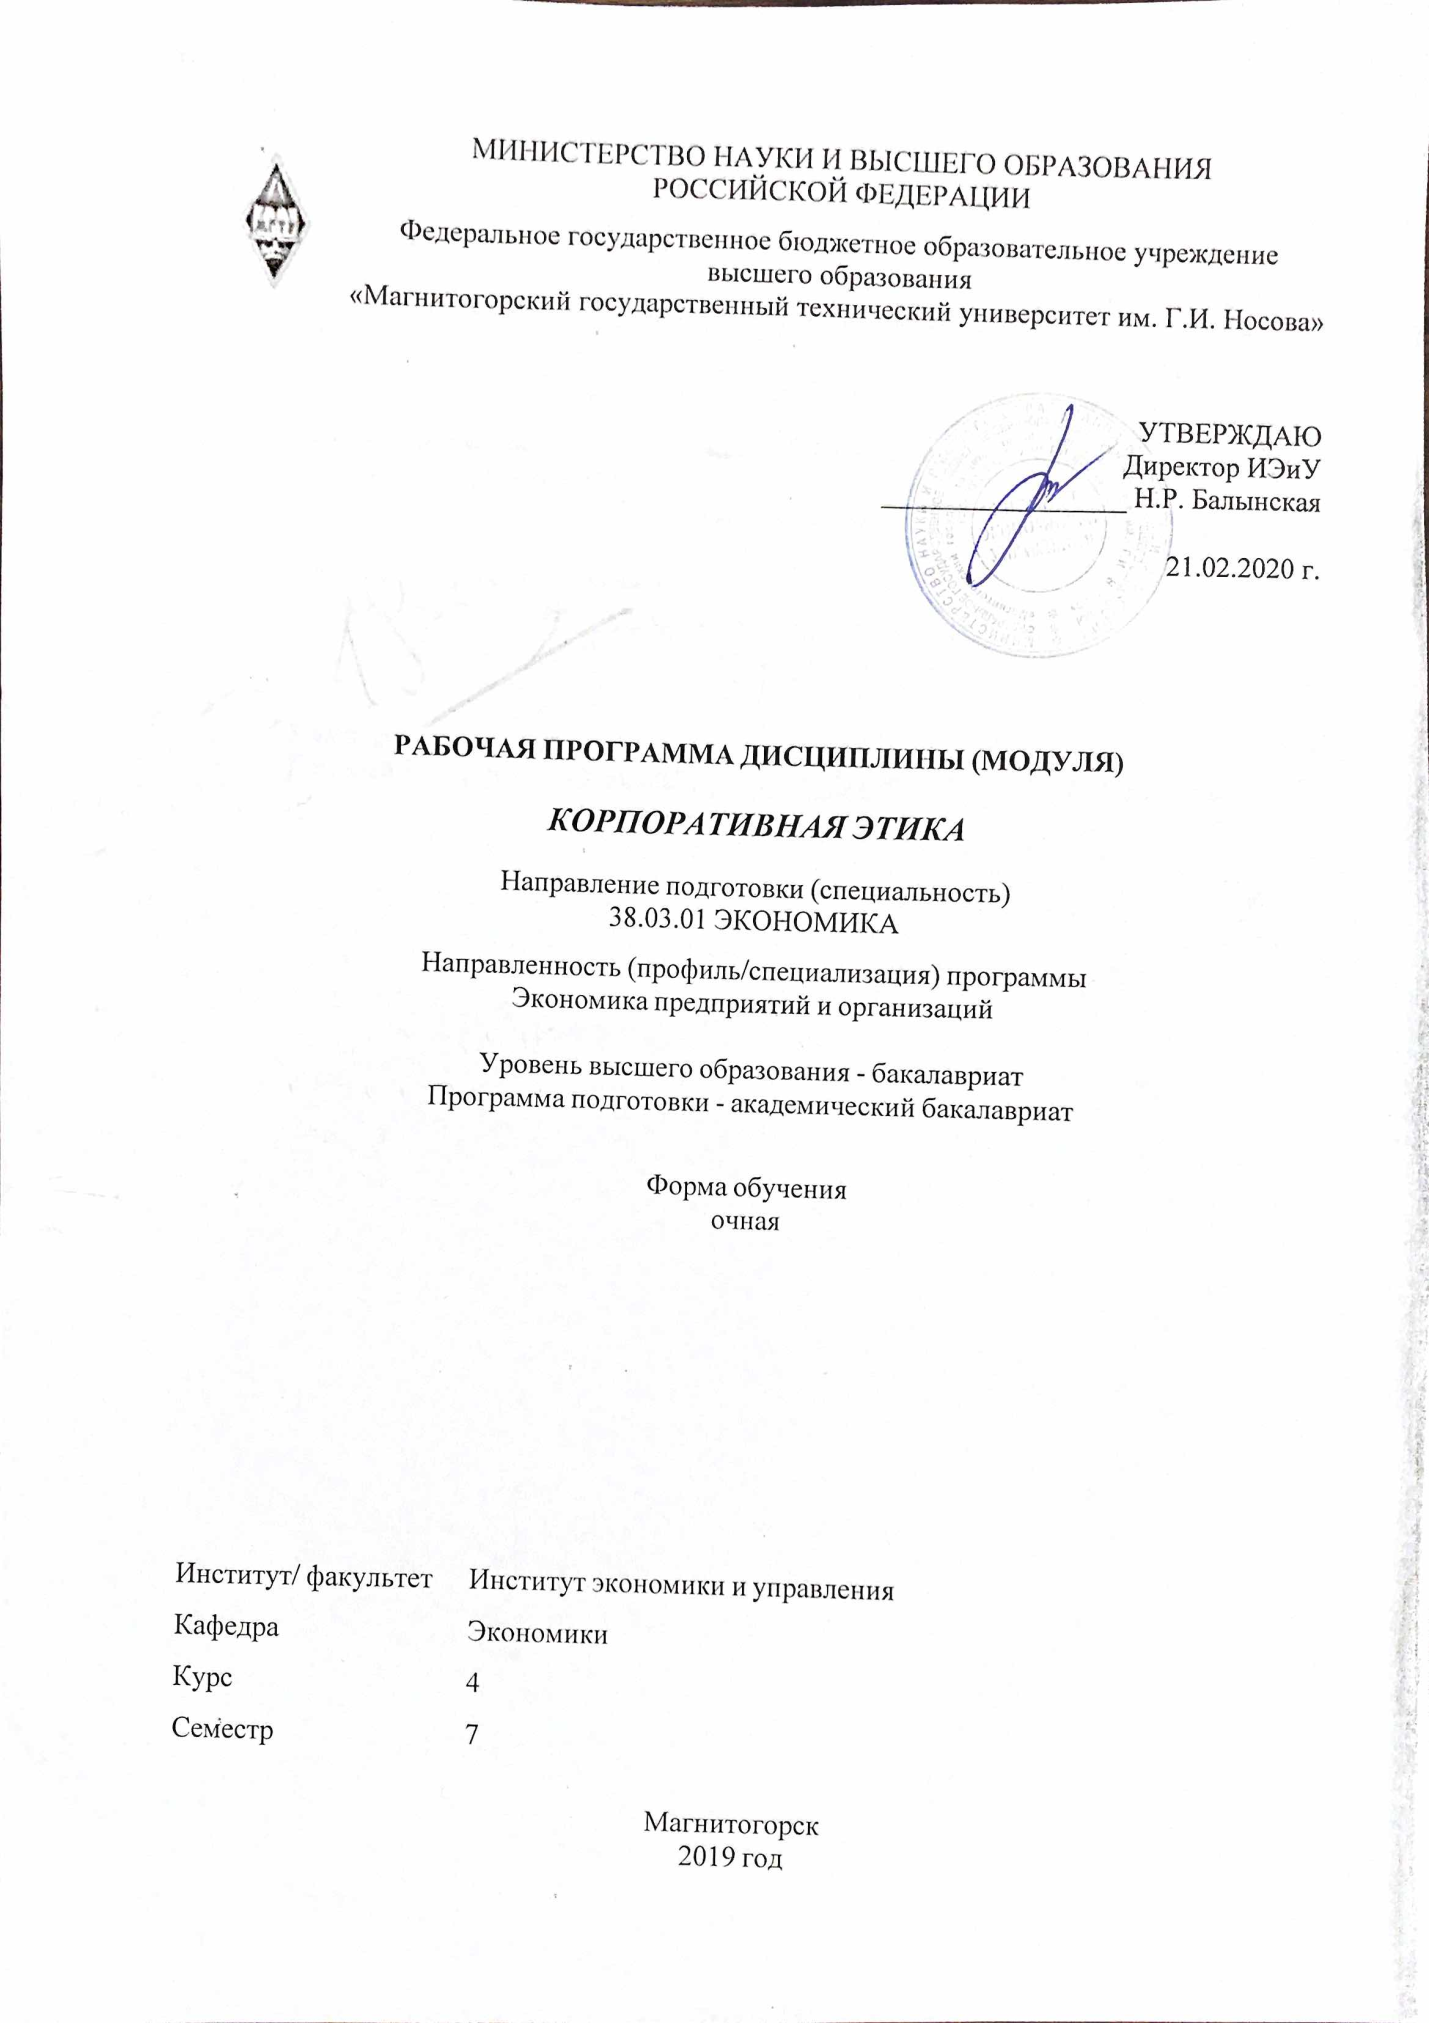 МИНИСТЕРСТВО НАУКИ И ВЫСШЕГО ОБРАЗОВАНИЯ
РОССИЙСКОЙ ФЕДЕРАЦИИ
МГТУ
Федеральное государственное бюджетное образовательное учреждение
высшего образования
«Магнитогорский государственный технический университет им. Г.И. Носова»
УТВЕРЖДАЮ
Директор ИЭиУ
Н.Р. Балынская
21.02.2020 г.
РАБОЧАЯ ПРОГРАММА ДИСЦИПЛИНЫ (МОДУЛЯ)
КОРПОРАТИВНАЯ ЭТИКА
Направление подготовки (специальность)
38.03.01 ЭКОНОМИКА
Направленность (профиль/специализация) программы
Экономика предприятий и организаций
Уровень высшего образования - бакалавриат
Программа подготовки - академический бакалавриат
Форма обучения
очная
Институт/ факультет Институт экономики и управления
Кафедра Экономики
Курс 4
Семестр 7
Магнитогорск
2019 год